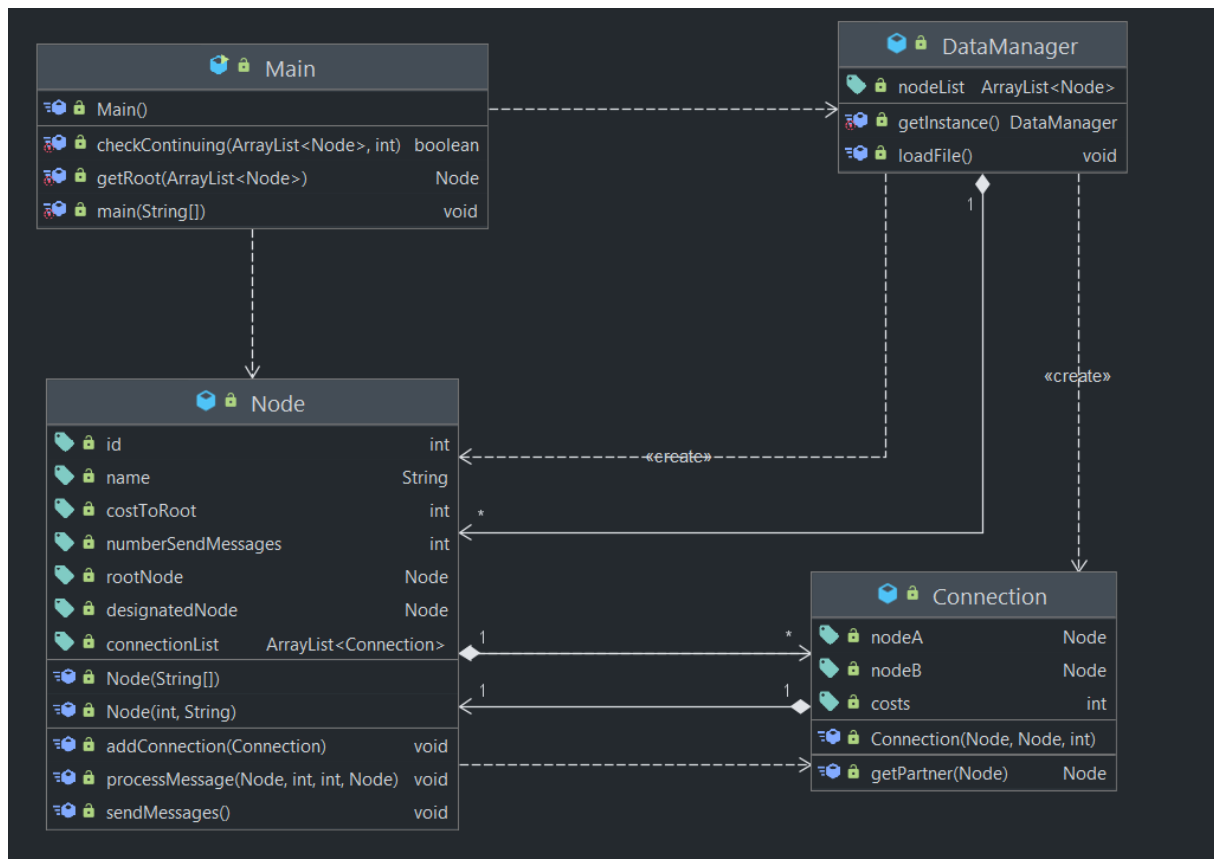 Main
Main()
checkContinuing(ArrayList<Node>, int) boolean
getRoot(ArrayList<Node>) Node
main(String[]) void
DataManager
nodeList ArrayList<Node>
getInstance() DataManager
loadFile() void
1
«create»
«create»
*
Node
id int
name String
costToRoot int
numberSendMessages int
rootNode Node
designatedNode Node
connectionList ArrayList<Connection>
Node(String[])
Node(int, String)
addConnection(Connection) void
processMessage(Node, int, int, Node) void
sendMessages() void
1 *
1 1
Connection
nodeA Node
nodeB Node
costs int
Connection(Node, Node, int)
getPartner(Node) Node